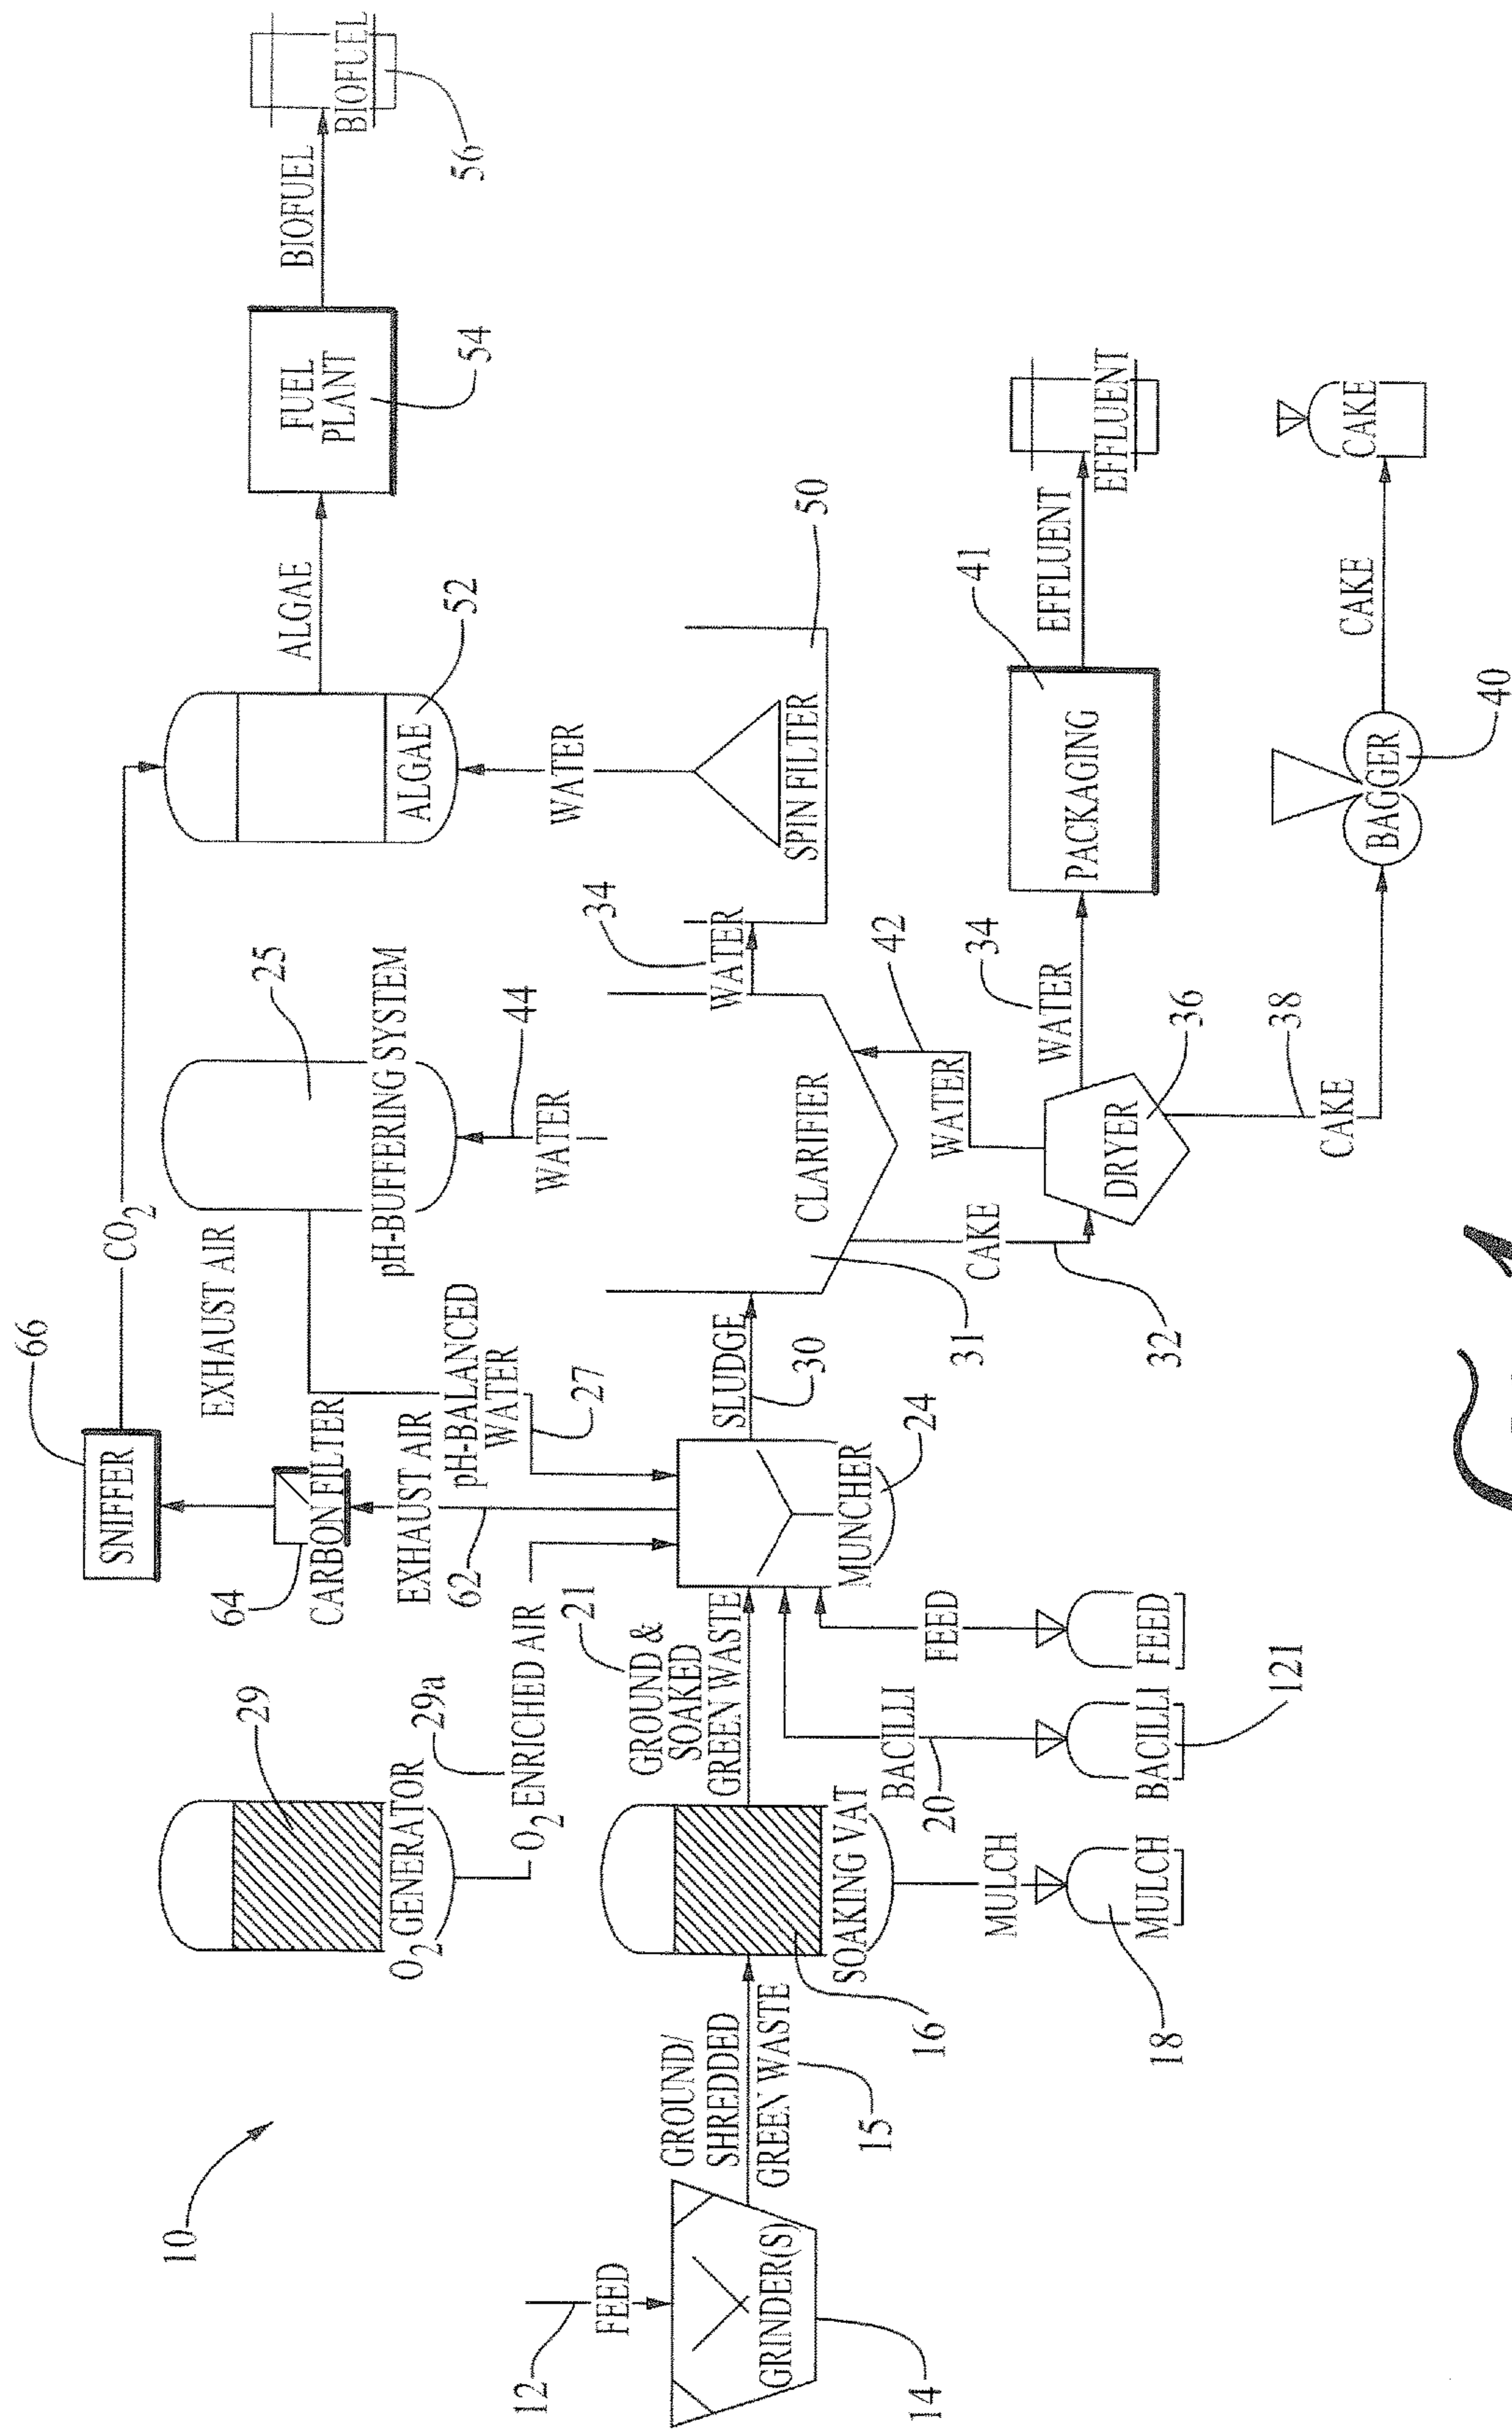 10
12
FEED
GRINDER(S)
14
GROUND/
SHREDDED
GREEN WASTE
15
29
O2 GENERATOR
29a
O2 ENRICHED AIR
SOAKING VAT
16
MULCH
MULCH
18
21
GROUND &
SOAKED
GREEN WASTE
BACILLI
20
BACILLI
121
FEED
FEED
MUNCHER
24
66
SNIFFER
64
CARBON FILTER
EXHAUST AIR
62
EXHAUST AIR
CO2
pH-BALANCED
WATER
27
25
pH-BUFFERING SYSTEM
44
WATER
SLUDGE
30
CLARIFIER
31
CAKE
32
WATER
42
DRYER
36
34
WATER
38
CAKE
34
WATER
SPIN FILTER
50
WATER
ALGAE
52
ALGAE
FUEL
PLANT
54
BIOFUEL
BIOFUEL
56
PACKAGING
41
EFFLUENT
EFFLUENT
BAGGER
40
CAKE
CAKE